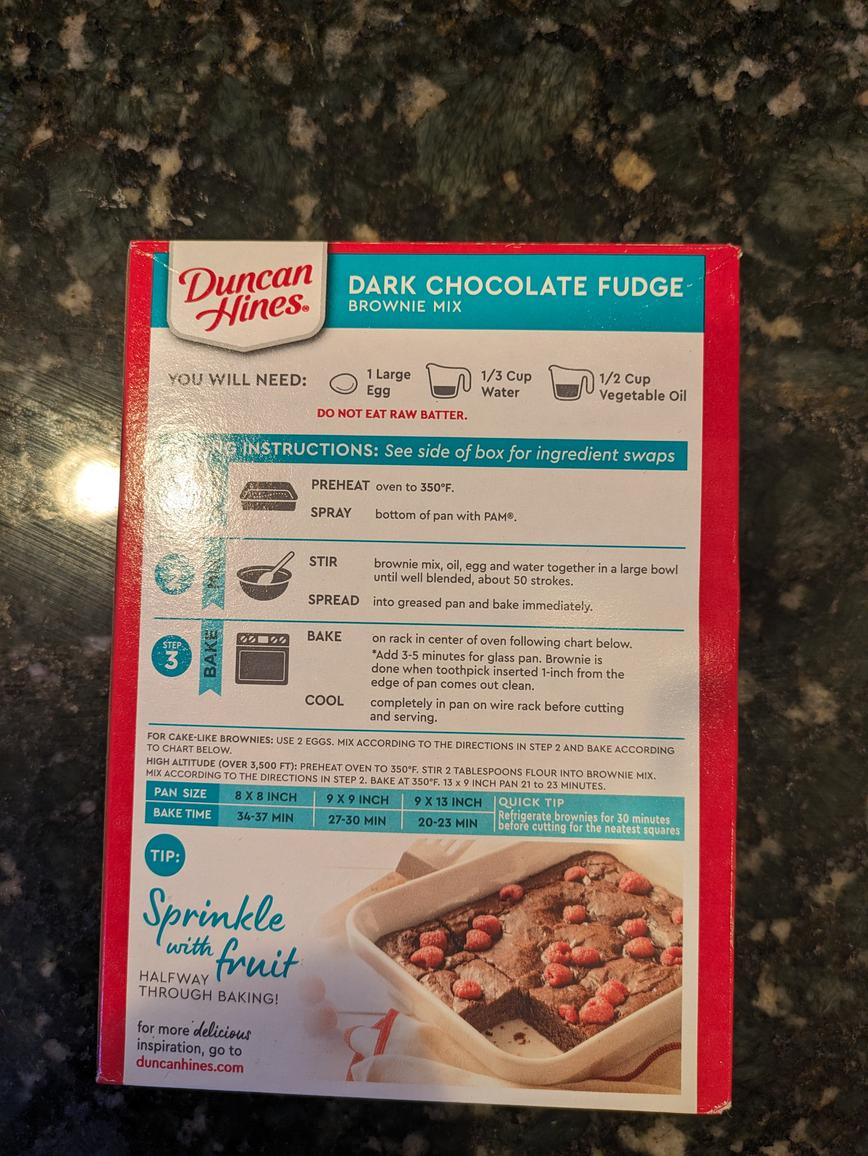 Duncan
Hines®
DARK CHOCOLATE FUDGE
BROWNIE MIX
YOU WILL NEED:
1 Large
Egg
1/3 Cup
Water
1/2 Cup
Vegetable Oil
DO NOT EAT RAW BATTER.
INSTRUCTIONS: See side of box for ingredient swaps
PREHEAT oven to 350°F.
SPRAY bottom of pan with PAM®.
2
STIR brownie mix, oil, egg and water together in a large bowl
until well blended, about 50 strokes.
SPREAD into greased pan and bake immediately.
STEP
3
BAKE
BAKE on rack in center of oven following chart below.
*Add 3-5 minutes for glass pan. Brownie is
done when toothpick inserted 1-inch from the
edge of pan comes out clean.
COOL completely in pan on wire rack before cutting
and serving.
FOR CAKE-LIKE BROWNIES: USE 2 EGGS. MIX ACCORDING TO THE DIRECTIONS IN STEP 2 AND BAKE ACCORDING
TO CHART BELOW.
HIGH ALTITUDE (OVER 3,500 FT): PREHEAT OVEN TO 350°F. STIR 2 TABLESPOONS FLOUR INTO BROWNIE MIX.
MIX ACCORDING TO THE DIRECTIONS IN STEP 2. BAKE AT 350°F. 13 x 9 INCH PAN 21 to 23 MINUTES.
PAN SIZE 8 X 8 INCH 9 X 9 INCH 9 X 13 INCH
BAKE TIME 34-37 MIN 27-30 MIN 20-23 MIN
QUICK TIP
Refrigerate brownies for 30 minutes
before cutting for the neatest squares
TIP:
Sprinkle
with fruit
HALFWAY
THROUGH BAKING!
for more delicious
inspiration, go to
duncanhines.com